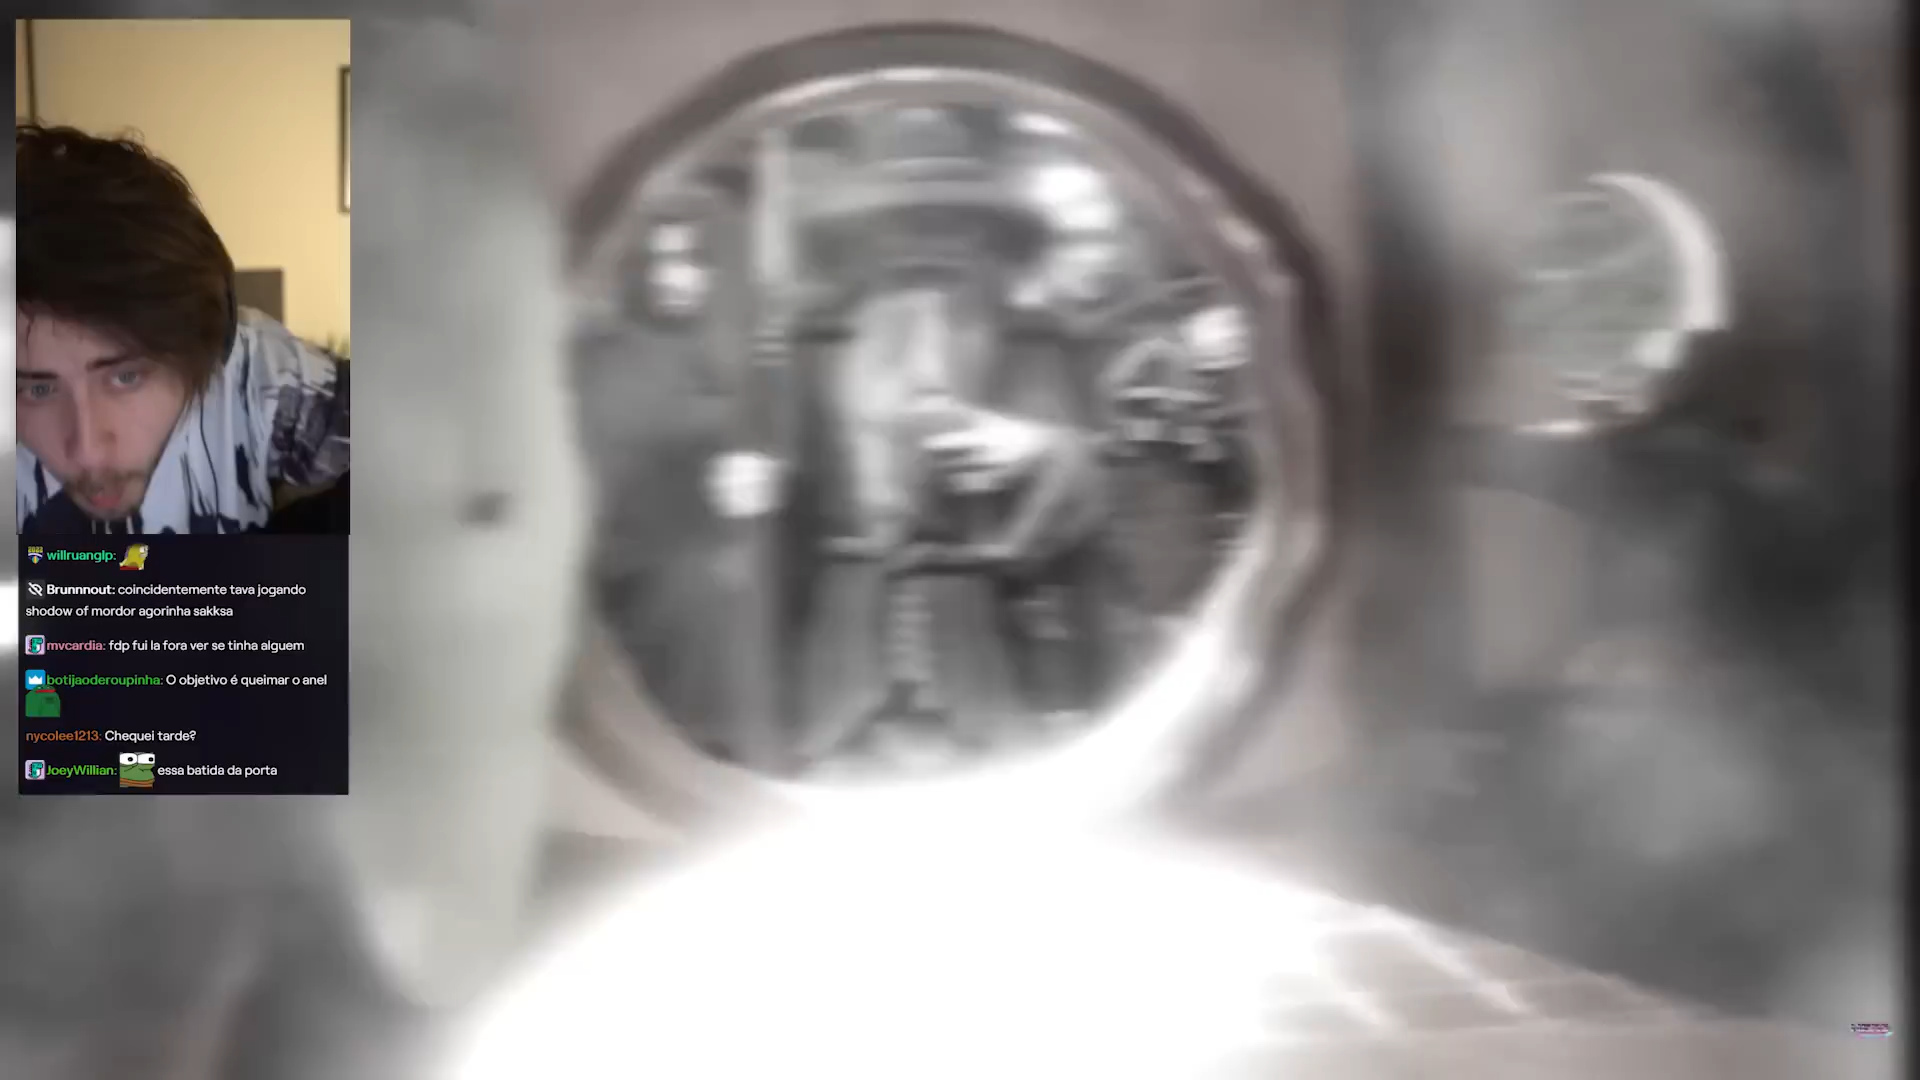 willruanglp:
Brunnnout: coincidentemente tava jogando
shodow of mordor agorinha sakksa
mvcardia: fdp fui la fora ver se tinha alguem
botijaoderoupinha: O objetivo é queimar o anel
nycolee1213: Chequei tarde?
JoeyWillian: essa batida da porta